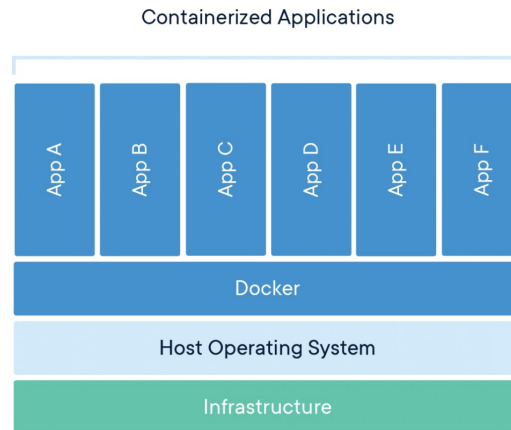 Containerized Applications
App A
App B
App C
App D
App E
App F
Docker
Host Operating System
Infrastructure